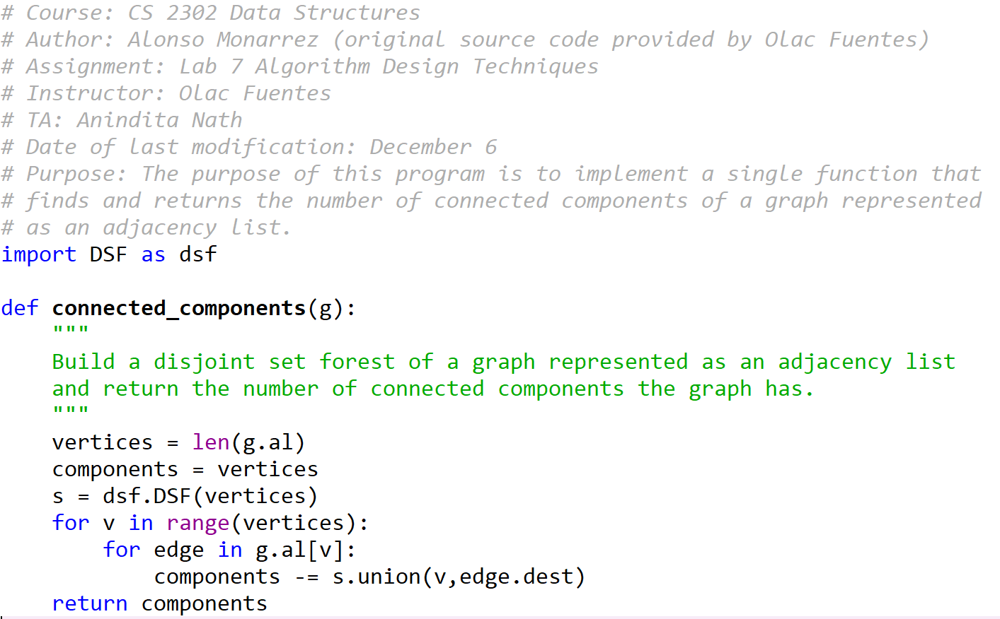 # Course: CS 2302 Data Structures
# Author: Alonso Monarrez (original source code provided by Olac Fuentes)
# Assignment: Lab 7 Algorithm Design Techniques
# Instructor: Olac Fuentes
# TA: Anindita Nath
# Date of last modification: December 6
# Purpose: The purpose of this program is to implement a single function that
# finds and returns the number of connected components of a graph represented
# as an adjacency list.
import DSF as dsf

def connected_components(g):
    """
    Build a disjoint set forest of a graph represented as an adjacency list
    and return the number of connected components the graph has.
    """
    vertices = len(g.al)
    components = vertices
    s = dsf.DSF(vertices)
    for v in range(vertices):
        for edge in g.al[v]:
            components -= s.union(v,edge.dest)
    return components